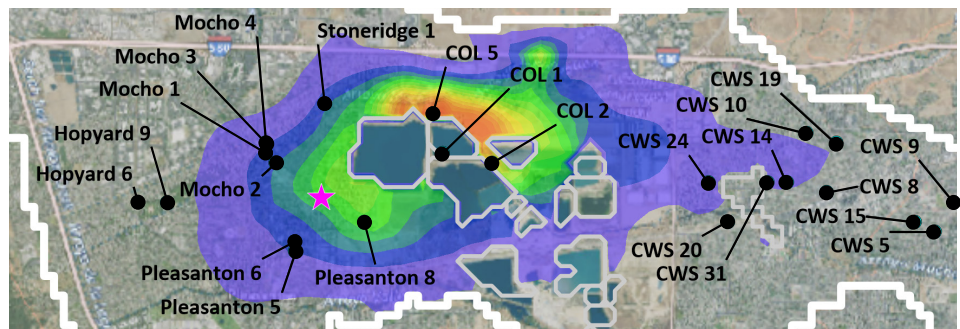 Mocho 4
Stoneridge 1
580
Mocho 3
COL 5
Mocho 1
COL 1
CWS 19
CWS 10
Hopyard 9
COL 2
CWS 14
CWS 9
CWS 24
Hopyard 6
Mocho 2
CWS 8
CWS 15
CWS 20
CWS 5
Pleasanton 6
Pleasanton 8
CWS 31
Pleasanton 5